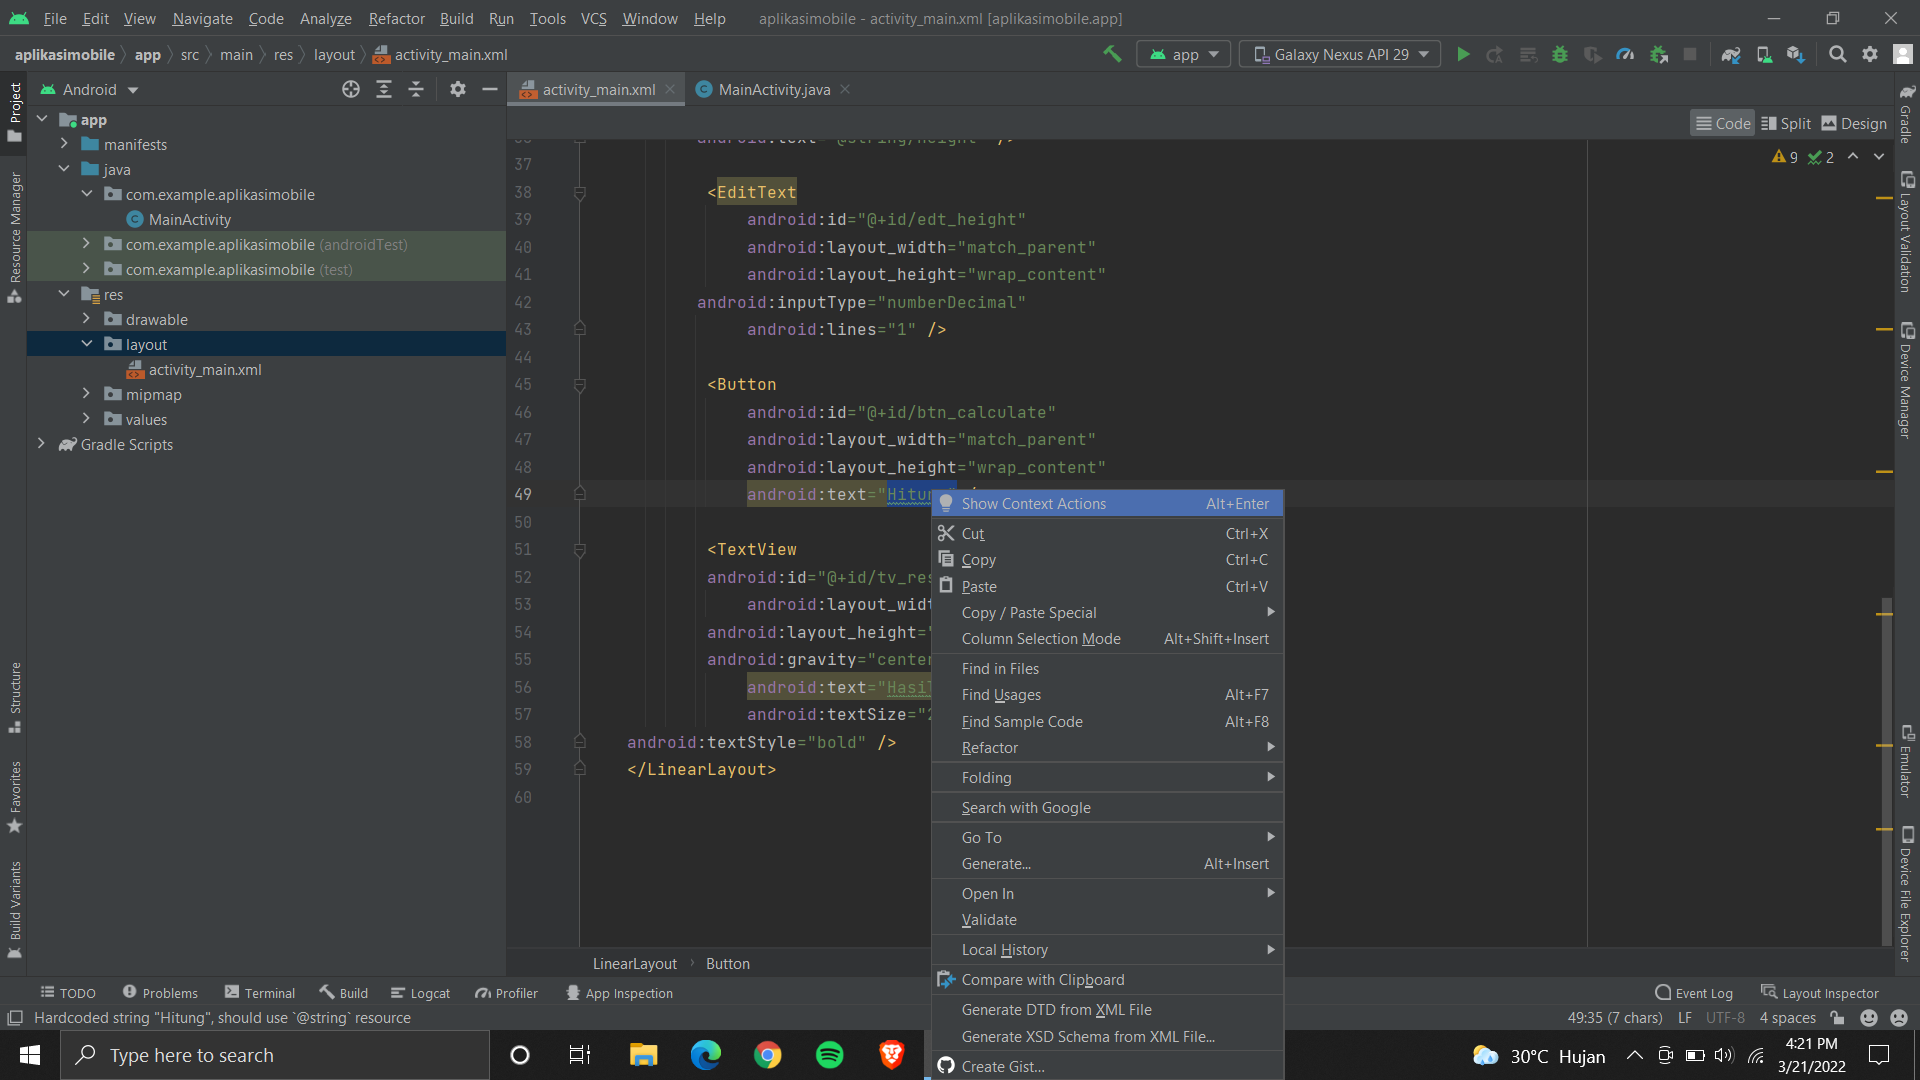 File Edit View Navigate Code Analyze Refactor Build Run Tools VCS Window Help aplikasimobile - activity_main.xml [aplikasimobile.app]
aplikasimobile app src main res layout activity_main.xml
app Galaxy Nexus API 29
Project
Resource Manager
Structure
Favorites
Build Variants
Android
app
manifests
java
com.example.aplikasimobile
MainActivity
com.example.aplikasimobile (androidTest)
com.example.aplikasimobile (test)
res
drawable
layout
activity_main.xml
mipmap
values
Gradle Scripts
activity_main.xml MainActivity.java
Code Split Design
9 2
android:text="@string/height" />
37
38 <EditText
39 android:id="@+id/edt_height"
40 android:layout_width="match_parent"
41 android:layout_height="wrap_content"
42 android:inputType="numberDecimal"
43 android:lines="1" />
44
45 <Button
46 android:id="@+id/btn_calculate"
47 android:layout_width="match_parent"
48 android:layout_height="wrap_content"
49 android:text="Hitun
50
51 <TextView
52 android:id="@+id/tv_res
53 android:layout_widt
54 android:layout_height="
55 android:gravity="center
56 android:text="Hasil
57 android:textSize="2
58 android:textStyle="bold" />
59 </LinearLayout>
60
Show Context Actions Alt+Enter
Cut Ctrl+X
Copy Ctrl+C
Paste Ctrl+V
Copy / Paste Special
Column Selection Mode Alt+Shift+Insert
Find in Files
Find Usages Alt+F7
Find Sample Code Alt+F8
Refactor
Folding
Search with Google
Go To
Generate... Alt+Insert
Open In
Validate
Local History
Compare with Clipboard
Generate DTD from XML File
Generate XSD Schema from XML File...
Create Gist...
Gradle
Layout Validation
Device Manager
Emulator
Device File Explorer
LinearLayout Button
TODO Problems Terminal Build Logcat Profiler App Inspection Event Log Layout Inspector
Hardcoded string "Hitung", should use `@string` resource 49:35 (7 chars) LF UTF-8 4 spaces
Type here to search 30°C Hujan
4:21 PM
3/21/2022